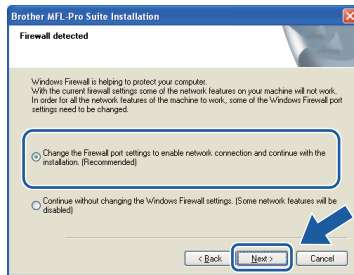 Brother MFL-Pro Suite Installation
Firewall detected
Windows Firewall is helping to protect your computer.
With the current firewall settings some of the network features on your machine will not work.
In order for all the network features of the machine to work, some of the Windows Firewall port
settings need to be changed.
Change the Firewall port settings to enable network connection and continue with the
installation. (Recommended)
Continue without changing the Windows Firewall settings. (Some network features will be
disabled)
< Back
Next >
Cancel